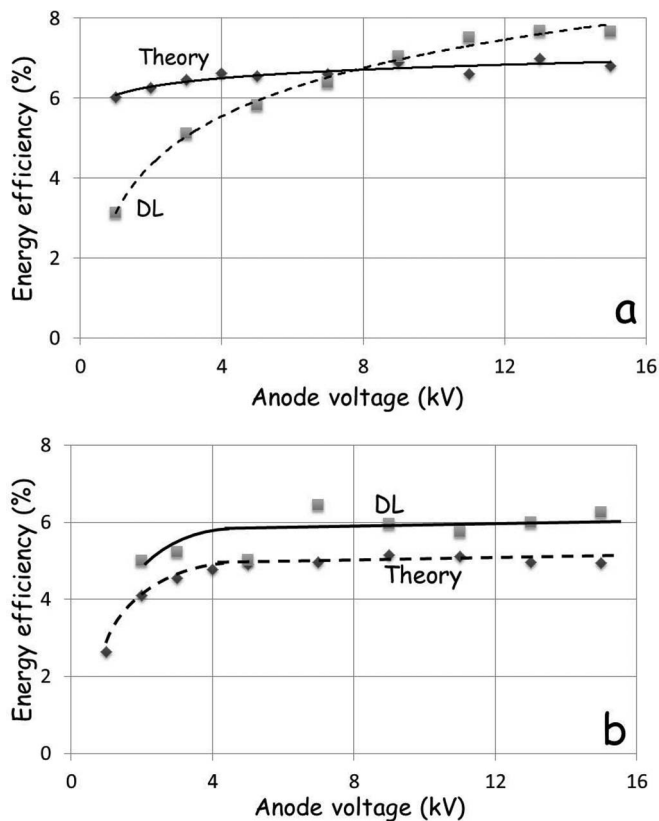 8
Theory
6
4
DL
2
a
0
0
4
8
12
16
Energy efficiency (%)
Anode voltage (kV)
8
DL
6
Theory
4
2
b
0
0
4
8
12
16
Energy efficiency (%)
Anode voltage (kV)